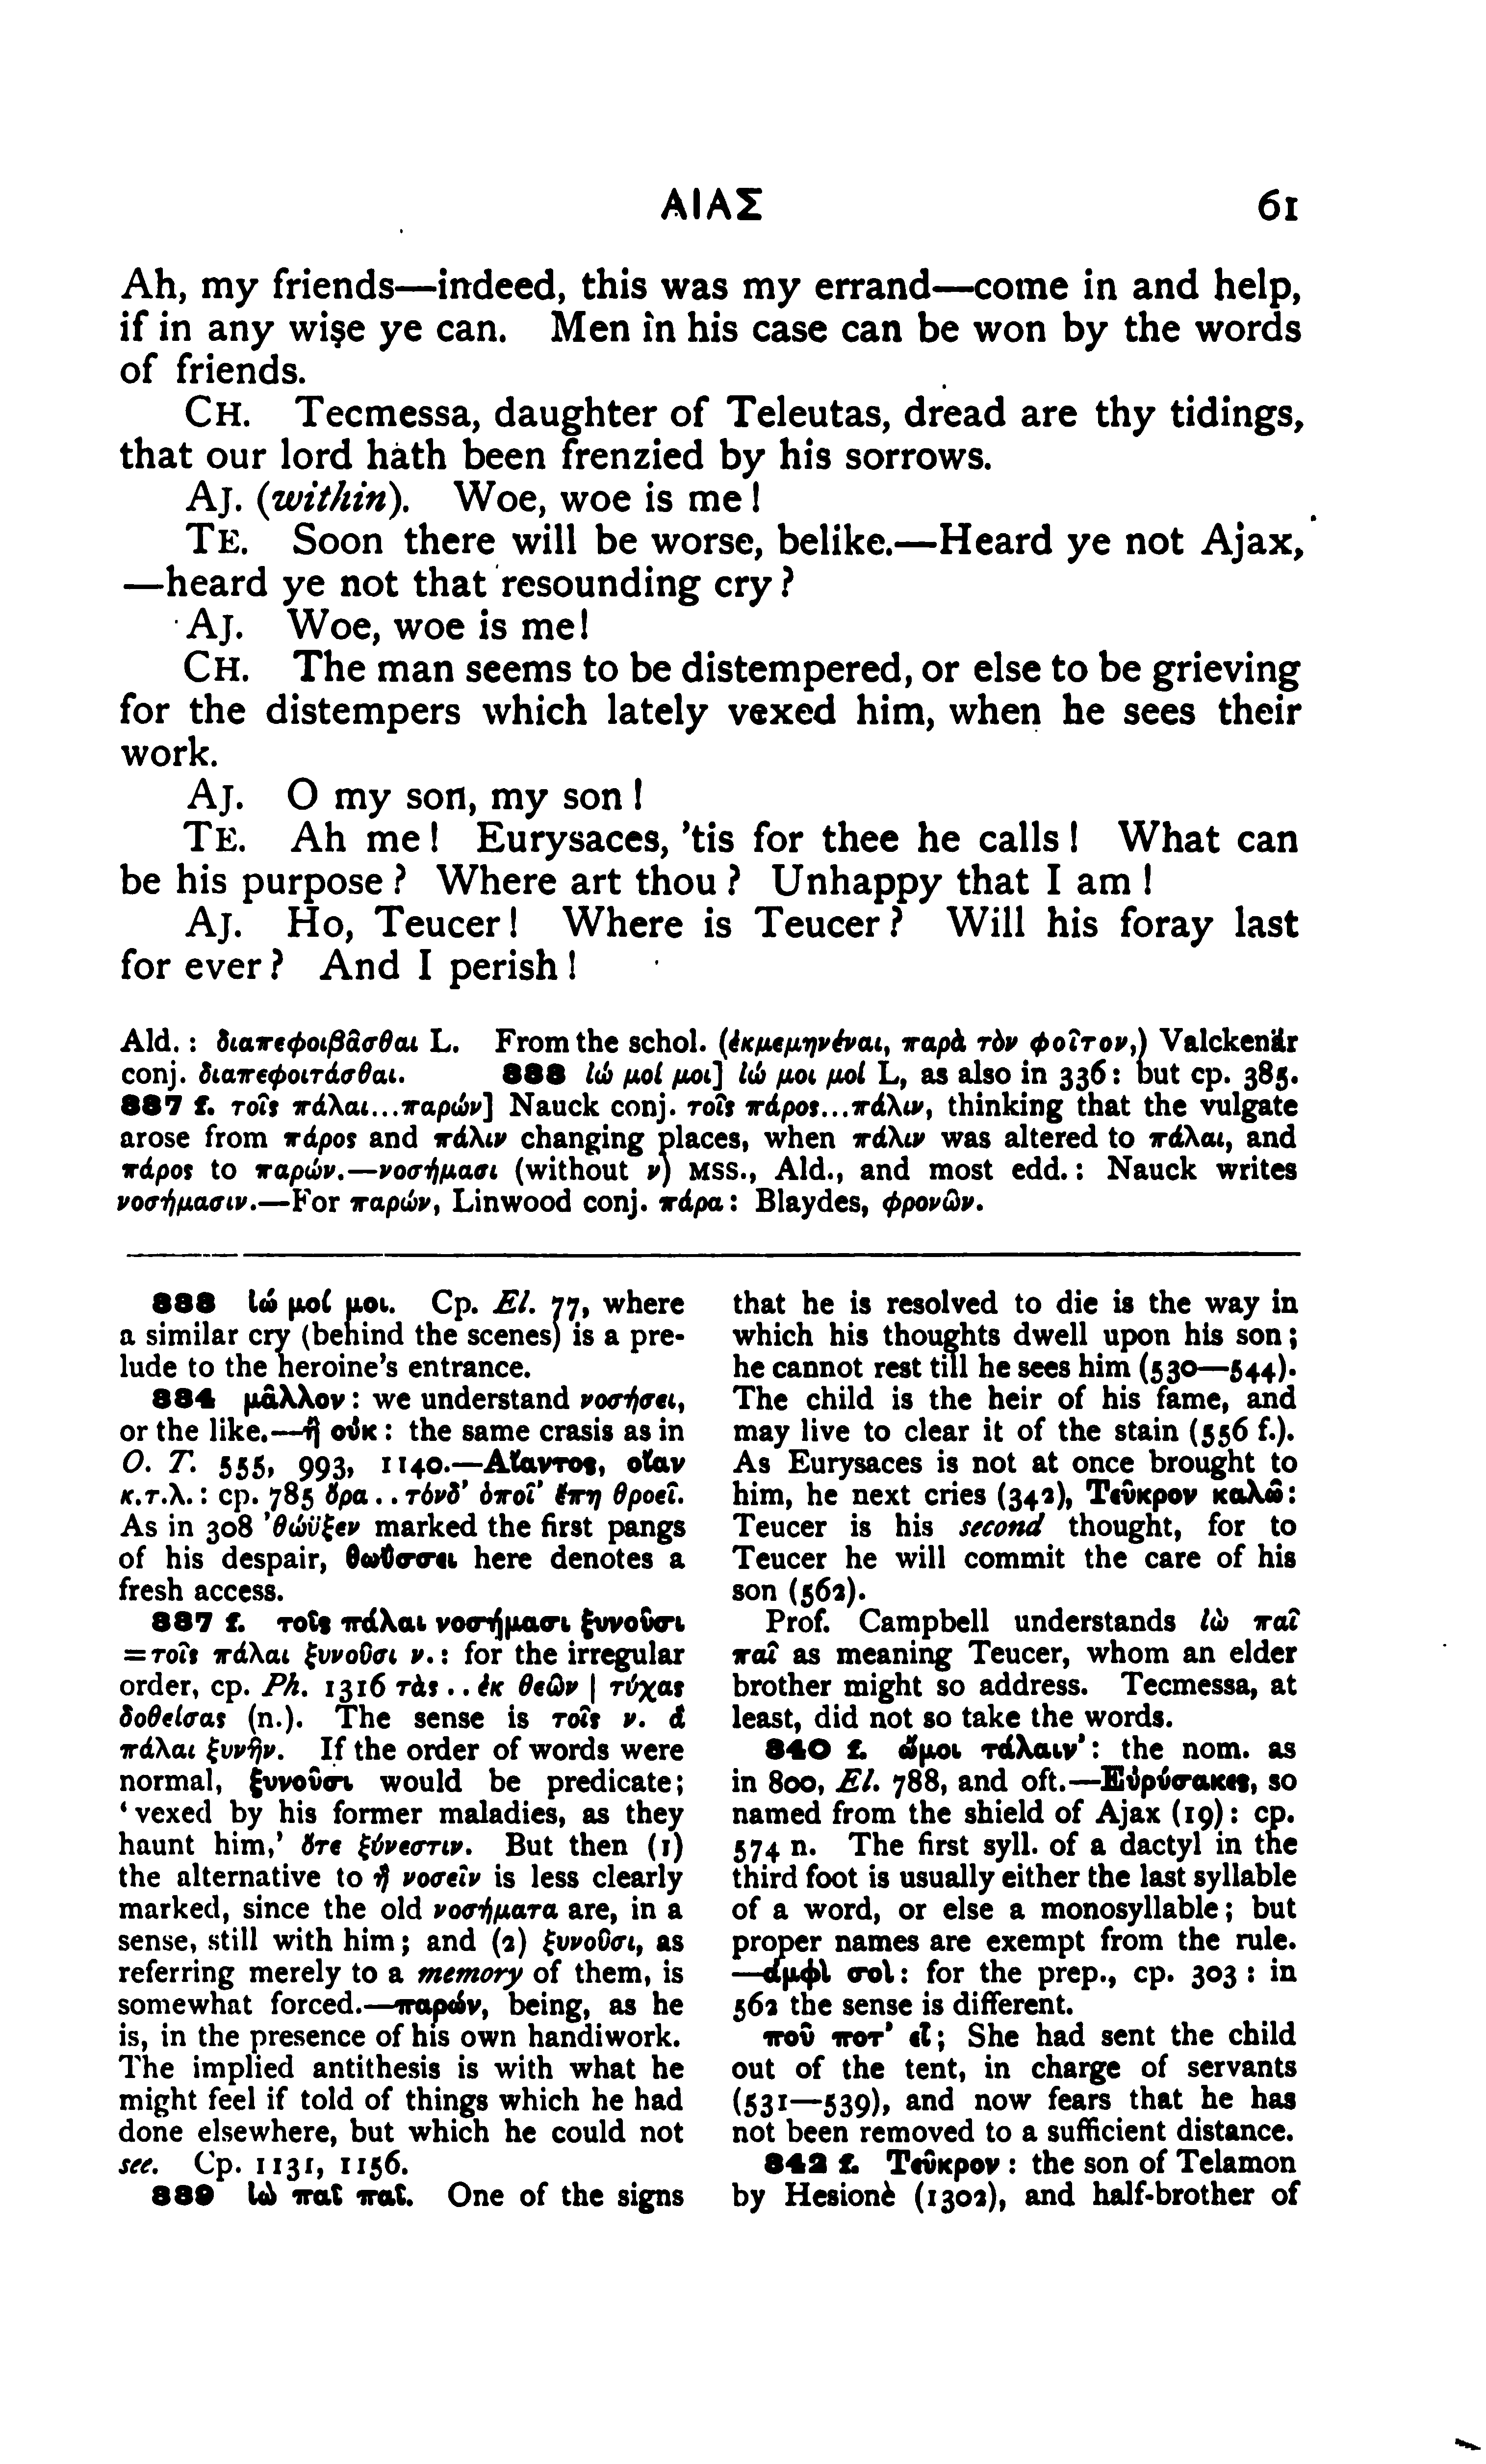 ΑΙΑΣ 61
Ah, my friends—indeed, this was my errand—come in and help,
if in any wise ye can. Men in his case can be won by the words
of friends.
CH. Tecmessa, daughter of Teleutas, dread are thy tidings,
that our lord hath been frenzied by his sorrows.
AJ. (within). Woe, woe is me!
TE. Soon there will be worse, belike.—Heard ye not Ajax,
—heard ye not that resounding cry?
AJ. Woe, woe is me!
CH. The man seems to be distempered, or else to be grieving
for the distempers which lately vexed him, when he sees their
work.
AJ. O my son, my son!
TE. Ah me! Eurysaces, 'tis for thee he calls! What can
be his purpose? Where art thou? Unhappy that I am!
AJ. Ho, Teucer! Where is Teucer? Will his foray last
for ever? And I perish!
Ald.: διαπεφοιβᾶσθαι L. From the schol. (ἐκμεμηνέναι, παρὰ τὸν φοῖτον,) Valckenär
conj. διαπεφοιτάσθαι. 333 ἰώ μοί μοι] ἰώ μοι μοί L, as also in 336: but cp. 385.
337 f. τοῖς πάλαι...παρών] Nauck conj. τοῖς πάρος...πάλιν, thinking that the vulgate
arose from πάρος and πάλιν changing places, when πάλιν was altered to πάλαι, and
πάρος to παρών.—νοσήμασι (without ν) MSS., Ald., and most edd.: Nauck writes
νοσήμασιν.—For παρών, Linwood conj. πάρα: Blaydes, φρονῶν.
333 ἰώ μοί μοι. Cp. El. 77, where
a similar cry (behind the scenes) is a pre-
lude to the heroine's entrance.
334 μᾶλλον: we understand νοσήσει,
or the like.—ἢ οὐκ: the same crasis as in
O. T. 555, 993, 1140.—Αἴαντος, οἵαν
κ.τ.λ.: cp. 785 ὅρα..τόνδ' ὁποῖ' ἔπη θροεῖ.
As in 308 'θώϋξεν marked the first pangs
of his despair, θωΰσσει here denotes a
fresh access.
337 f. τοῖς πάλαι νοσήμασι ξυνοῦσι
=τοῖς πάλαι ξυνοῦσι ν.: for the irregular
order, cp. Ph. 1316 τὰς..ἐκ θεῶν | τύχας
δοθείσας (n.). The sense is τοῖς ν. ἃ
πάλαι ξυνῆν. If the order of words were
normal, ξυνοῦσι would be predicate;
'vexed by his former maladies, as they
haunt him,' ὅτε ξύνεστιν. But then (1)
the alternative to ἢ νοσεῖν is less clearly
marked, since the old νοσήματα are, in a
sense, still with him; and (2) ξυνοῦσι, as
referring merely to a memory of them, is
somewhat forced.—παρών, being, as he
is, in the presence of his own handiwork.
The implied antithesis is with what he
might feel if told of things which he had
done elsewhere, but which he could not
see. Cp. 1131, 1156.
339 ἰὼ παῖ παῖ. One of the signs
that he is resolved to die is the way in
which his thoughts dwell upon his son;
he cannot rest till he sees him (530—544).
The child is the heir of his fame, and
may live to clear it of the stain (556 f.).
As Eurysaces is not at once brought to
him, he next cries (342), Τεῦκρον καλῶ:
Teucer is his second thought, for to
Teucer he will commit the care of his
son (562).
Prof. Campbell understands ἰὼ παῖ
παῖ as meaning Teucer, whom an elder
brother might so address. Tecmessa, at
least, did not so take the words.
340 f. ὤμοι τάλαιν': the nom. as
in 800, El. 788, and oft.—Εὐρύσακες, so
named from the shield of Ajax (19): cp.
574 n. The first syll. of a dactyl in the
third foot is usually either the last syllable
of a word, or else a monosyllable; but
proper names are exempt from the rule.
—ἀμφὶ σοί: for the prep., cp. 303: in
562 the sense is different.
ποῦ ποτ' εἶ; She had sent the child
out of the tent, in charge of servants
(531—539), and now fears that he has
not been removed to a sufficient distance.
342 f. Τεῦκρον: the son of Telamon
by Hesionè (1302), and half-brother of